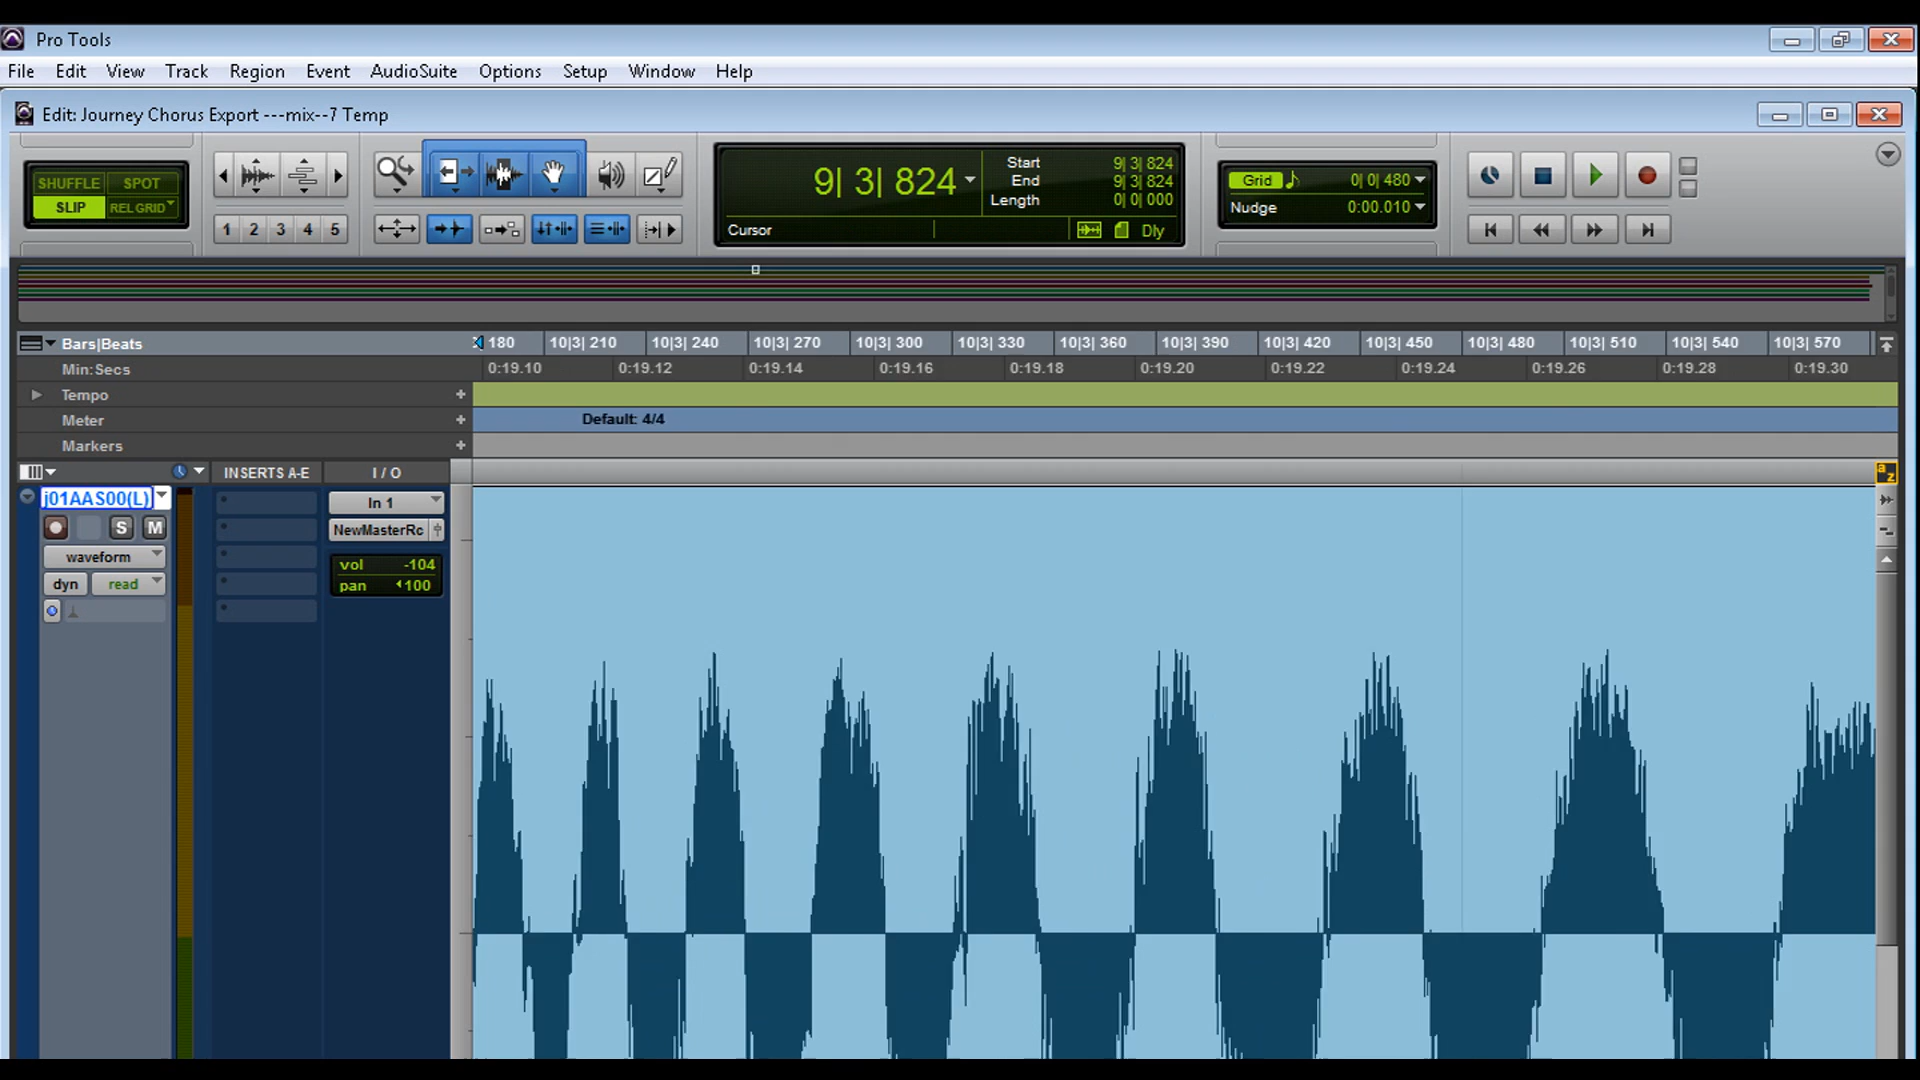 Pro Tools
File Edit View Track Region Event AudioSuite Options Setup Window Help
Edit: Journey Chorus Export ---mix--7 Temp
SHUFFLE SPOT
SLIP REL GRID
1 2 3 4 5
9| 3| 824
Start 9| 3| 824
End 9| 3| 824
Length 0| 0| 000
Cursor Dly
Grid 0| 0| 480
Nudge 0:00.010
Bars|Beats 180 10|3| 210 10|3| 240 10|3| 270 10|3| 300 10|3| 330 10|3| 360 10|3| 390 10|3| 420 10|3| 450 10|3| 480 10|3| 510 10|3| 540 10|3| 570
Min:Secs 0:19.10 0:19.12 0:19.14 0:19.16 0:19.18 0:19.20 0:19.22 0:19.24 0:19.26 0:19.28 0:19.30
Tempo
Meter Default: 4/4
Markers
INSERTS A-E I / O
a z
j01AAS00(L) In 1
S M NewMasterRc
waveform vol -104
dyn read pan 100